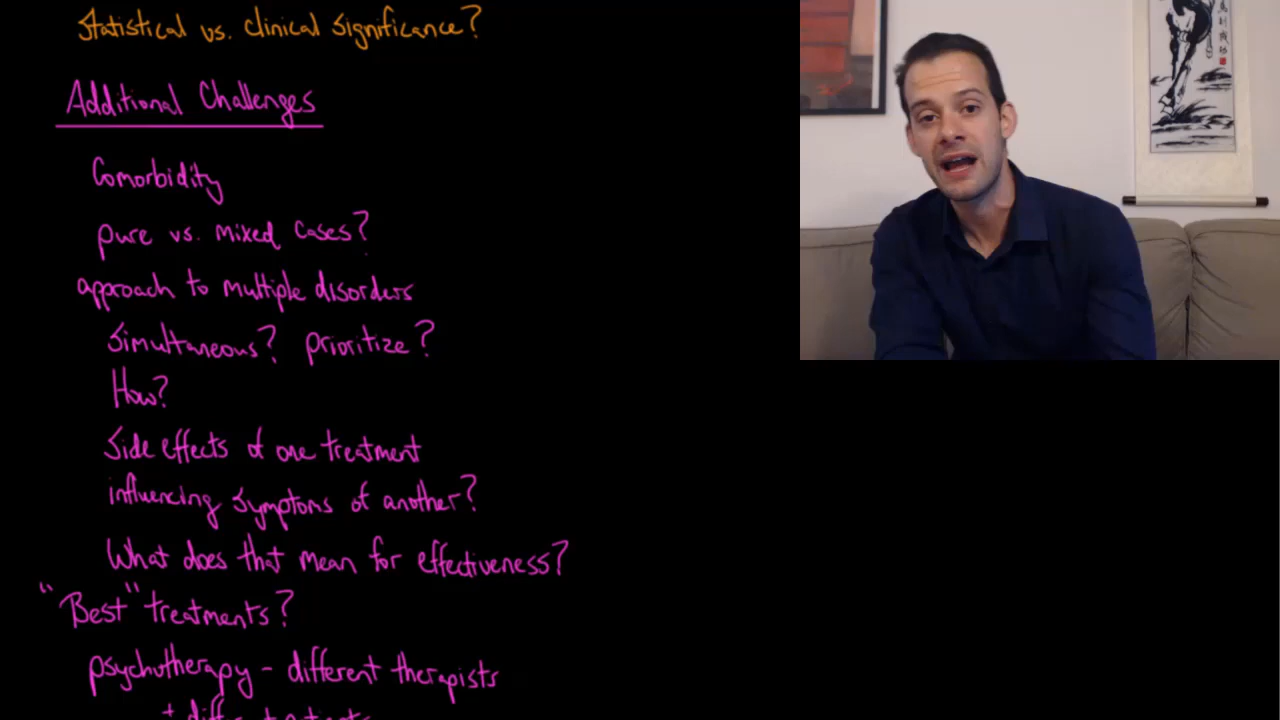 Statistical vs. clinical significance?
Additional Challenges
Comorbidity
pure vs. mixed cases?
approach to multiple disorders
Simultaneous? prioritize?
How?
Side effects of one treatment
influencing symptoms of another?
What does that mean for effectiveness?
"Best" treatments?
psychotherapy - different therapists